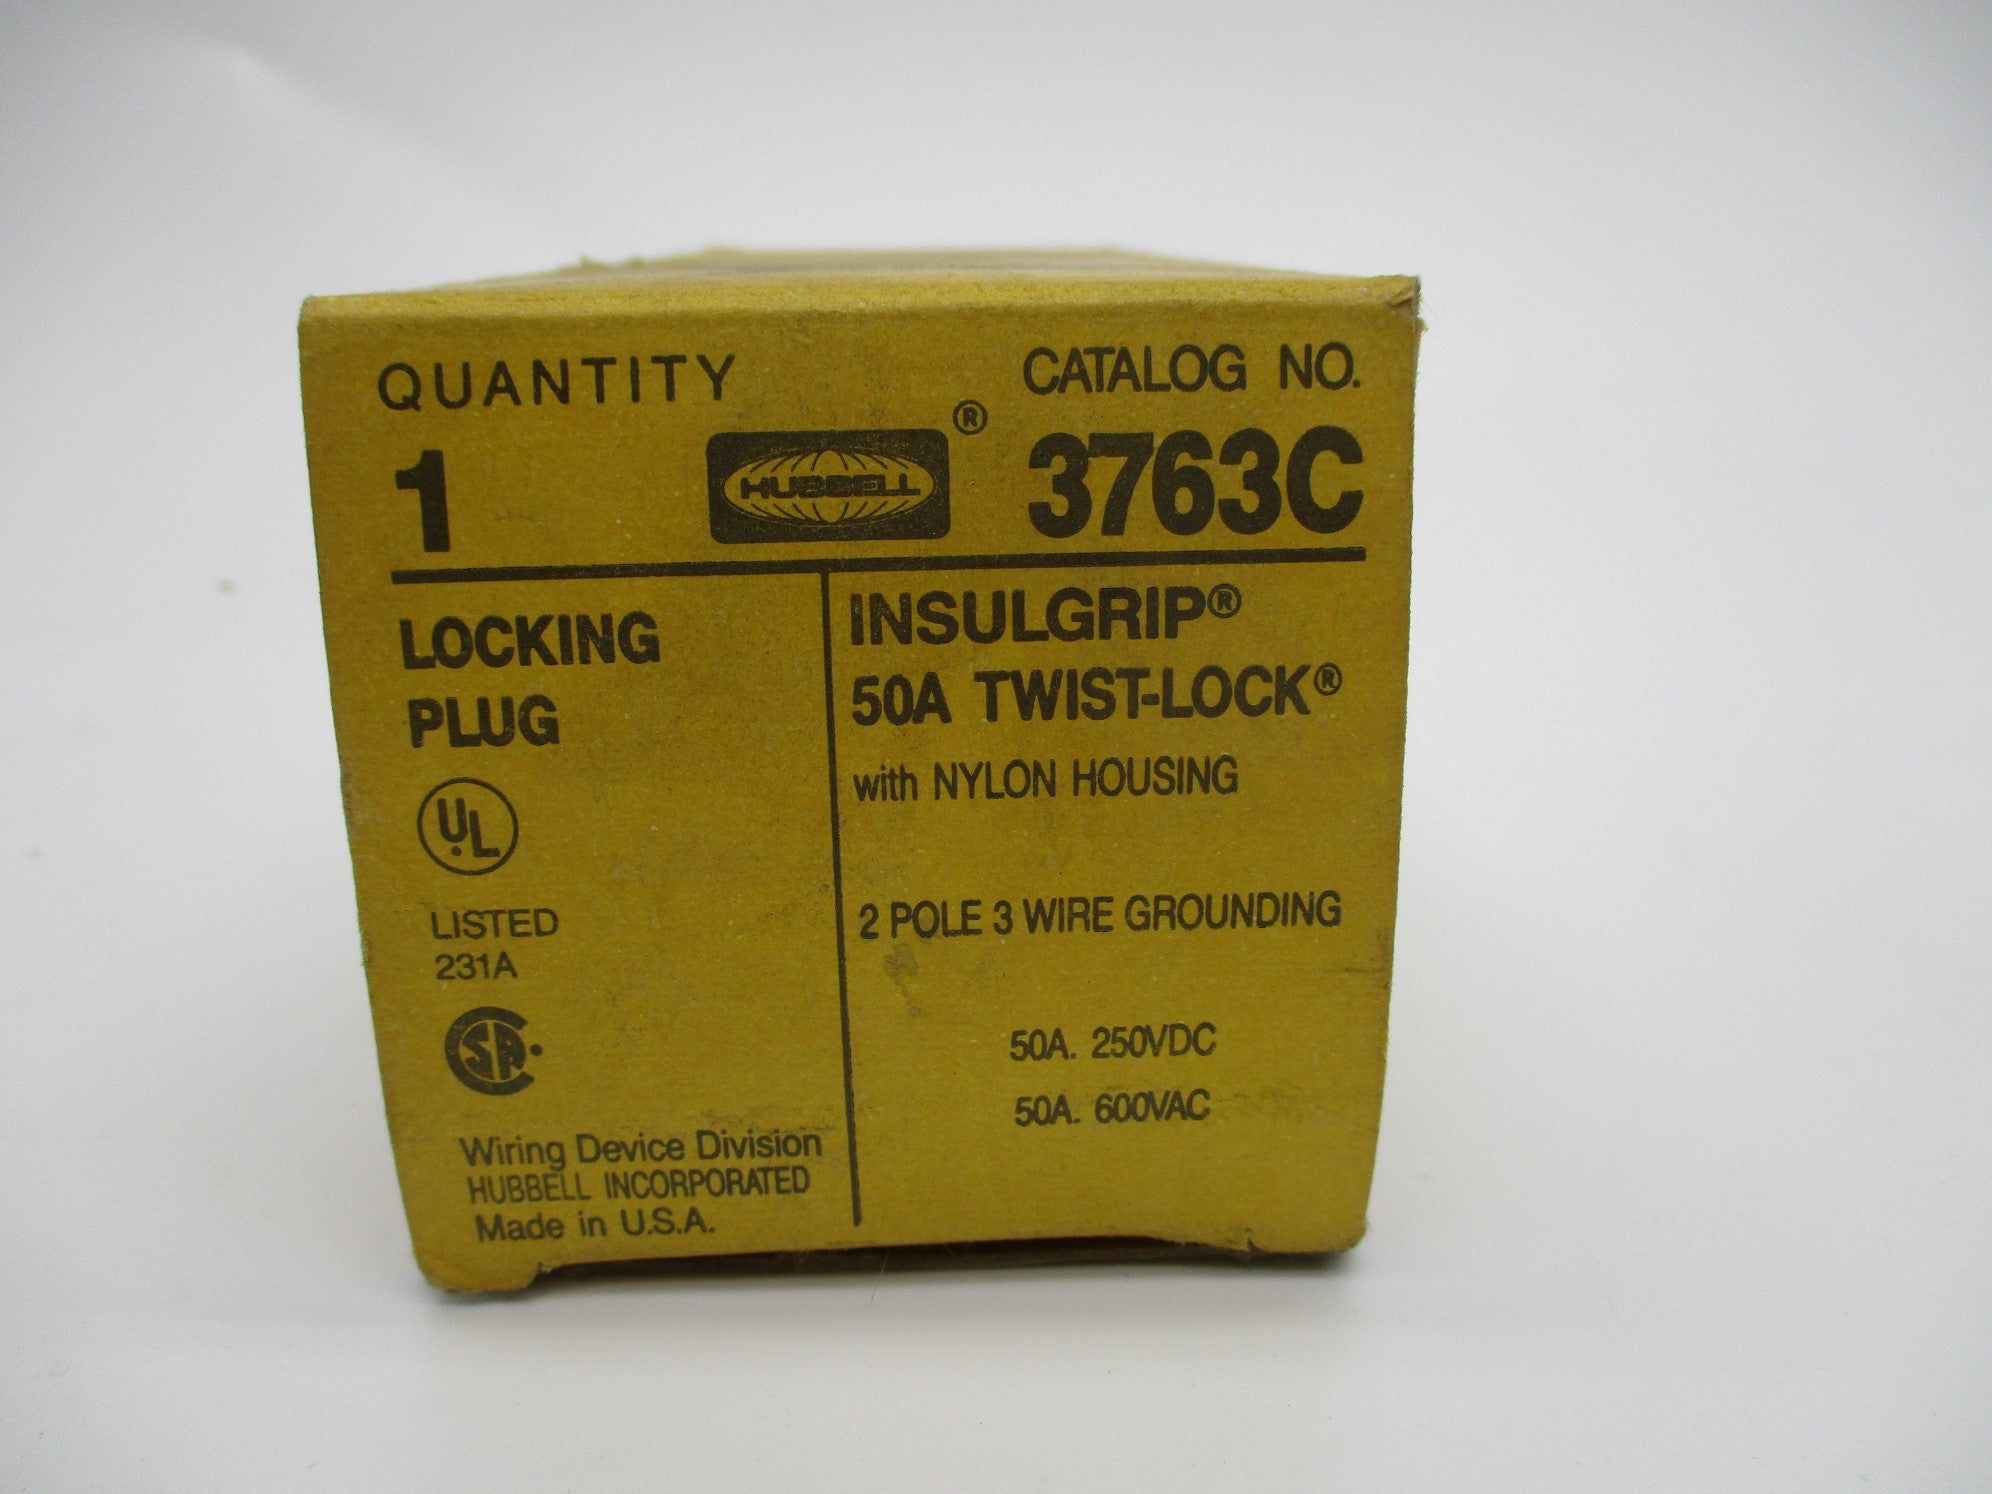 QUANTITY
1
HUBBELL ®
CATALOG NO.
3763C
LOCKING
PLUG
UL
LISTED
231A
CSA
Wiring Device Division
HUBBELL INCORPORATED
Made in U.S.A.
INSULGRIP®
50A TWIST-LOCK®
with NYLON HOUSING
2 POLE 3 WIRE GROUNDING
50A. 250VDC
50A. 600VAC